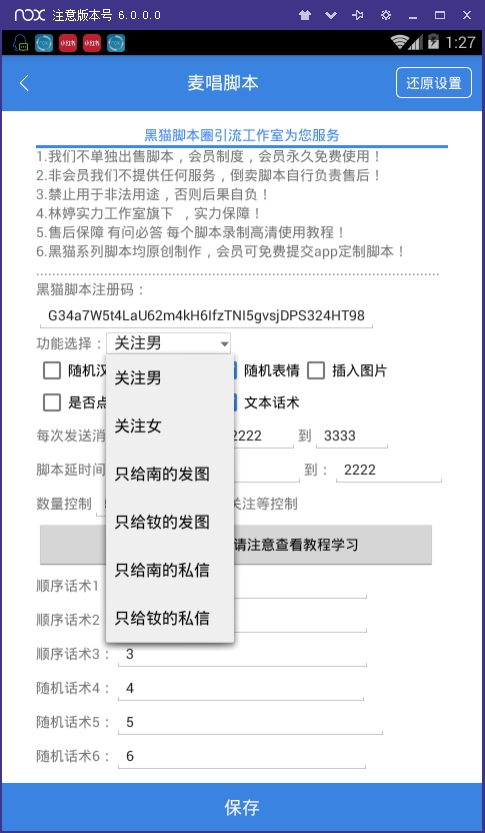 nox 注意版本号 6.0.0.0
小红书 小红书 1:27
麦唱脚本 还原设置
黑猫脚本圈引流工作室为您服务
1.我们不单独出售脚本，会员制度，会员永久免费使用！
2.非会员我们不提供任何服务，倒卖脚本自行负责售后！
3.禁止用于非法用途，否则后果自负！
4.林婷实力工作室旗下 ，实力保障！
5.售后保障 有问必答 每个脚本录制高清使用教程！
6.黑猫系列脚本均原创制作，会员可免费提交app定制脚本！
黑猫脚本注册码：
G34a7W5t4LaU62m4kH6IfzTNI5gvsjDPS324HT98
功能选择： 关注男
随机汉 随机表情 插入图片
关注男
是否点 文本话术
关注女
每次发送消 2222 到 3333
脚本延时间 到： 2222
只给南的发图
数量控制 关注等控制
只给钕的发图
请注意查看教程学习
只给南的私信
顺序话术1
顺序话术2
只给钕的私信
顺序话术3： 3
随机话术4： 4
随机话术5： 5
随机话术6： 6
保存